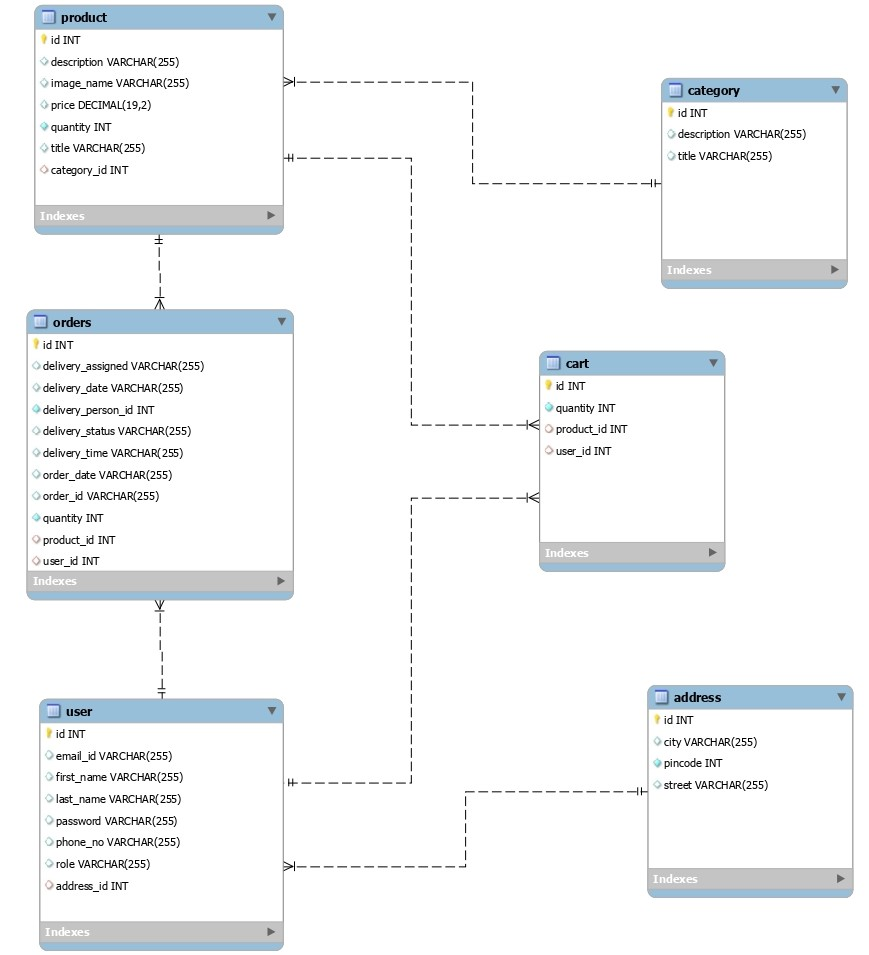 product
id INT
description VARCHAR(255)
image_name VARCHAR(255)
price DECIMAL(19,2)
quantity INT
title VARCHAR(255)
category_id INT
Indexes
category
id INT
description VARCHAR(255)
title VARCHAR(255)
Indexes
orders
id INT
delivery_assigned VARCHAR(255)
delivery_date VARCHAR(255)
delivery_person_id INT
delivery_status VARCHAR(255)
delivery_time VARCHAR(255)
order_date VARCHAR(255)
order_id VARCHAR(255)
quantity INT
product_id INT
user_id INT
Indexes
cart
id INT
quantity INT
product_id INT
user_id INT
Indexes
user
id INT
email_id VARCHAR(255)
first_name VARCHAR(255)
last_name VARCHAR(255)
password VARCHAR(255)
phone_no VARCHAR(255)
role VARCHAR(255)
address_id INT
Indexes
address
id INT
city VARCHAR(255)
pincode INT
street VARCHAR(255)
Indexes